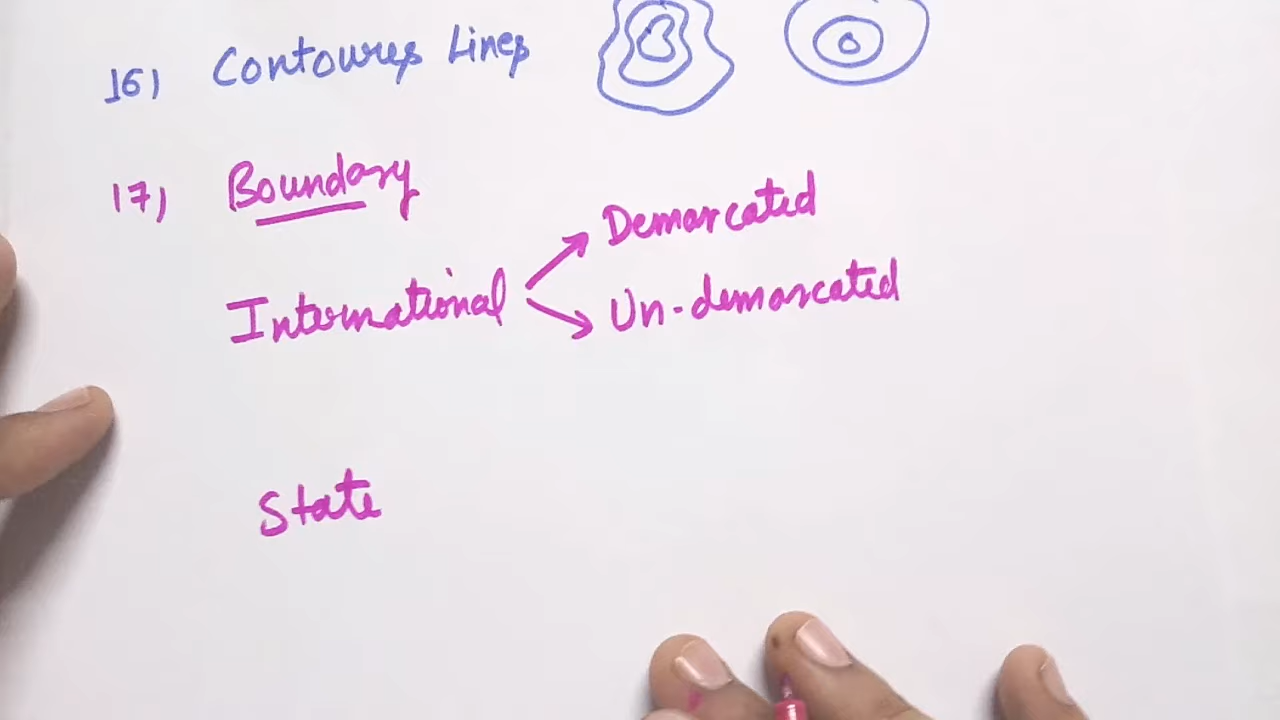 16) Contoures Lines
17) Boundary
International
Demarcated
Un-demarcated
State